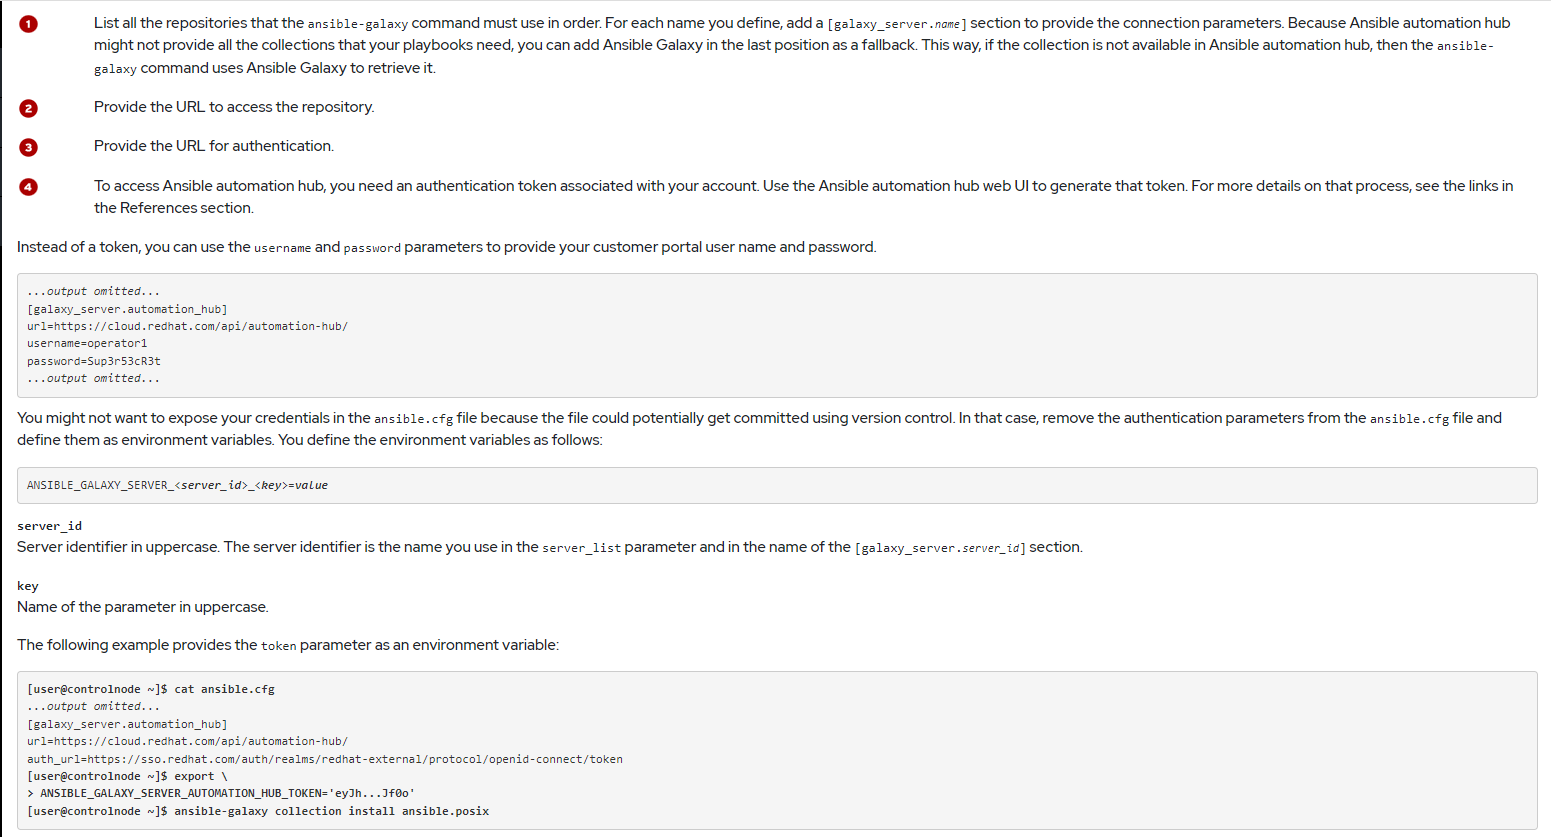 1 List all the repositories that the ansible-galaxy command must use in order. For each name you define, add a [galaxy_server.name] section to provide the connection parameters. Because Ansible automation hub
might not provide all the collections that your playbooks need, you can add Ansible Galaxy in the last position as a fallback. This way, if the collection is not available in Ansible automation hub, then the ansible-
galaxy command uses Ansible Galaxy to retrieve it.
2 Provide the URL to access the repository.
3 Provide the URL for authentication.
4 To access Ansible automation hub, you need an authentication token associated with your account. Use the Ansible automation hub web UI to generate that token. For more details on that process, see the links in
the References section.
Instead of a token, you can use the username and password parameters to provide your customer portal user name and password.
...output omitted...
[galaxy_server.automation_hub]
url=https://cloud.redhat.com/api/automation-hub/
username=operator1
password=Sup3r53cR3t
...output omitted...
You might not want to expose your credentials in the ansible.cfg file because the file could potentially get committed using version control. In that case, remove the authentication parameters from the ansible.cfg file and
define them as environment variables. You define the environment variables as follows:
ANSIBLE_GALAXY_SERVER_<server_id>_<key>=value
server_id
Server identifier in uppercase. The server identifier is the name you use in the server_list parameter and in the name of the [galaxy_server.server_id] section.
key
Name of the parameter in uppercase.
The following example provides the token parameter as an environment variable:
[user@controlnode ~]$ cat ansible.cfg
...output omitted...
[galaxy_server.automation_hub]
url=https://cloud.redhat.com/api/automation-hub/
auth_url=https://sso.redhat.com/auth/realms/redhat-external/protocol/openid-connect/token
[user@controlnode ~]$ export \
> ANSIBLE_GALAXY_SERVER_AUTOMATION_HUB_TOKEN='eyJh...Jf0o'
[user@controlnode ~]$ ansible-galaxy collection install ansible.posix